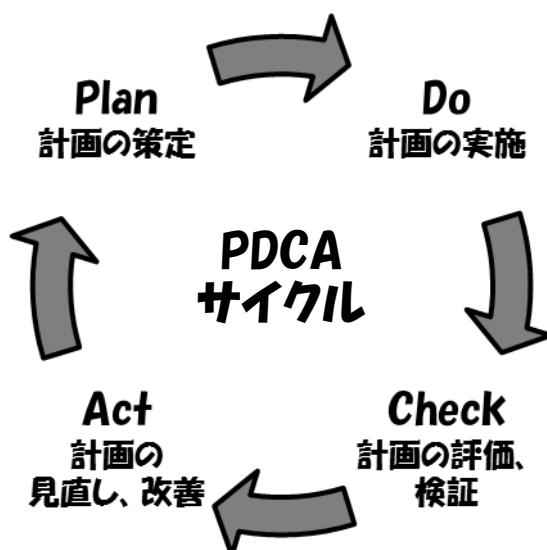 Plan
計画の策定
Do
計画の実施
PDCA
サイクル
Act
計画の
見直し、改善
Check
計画の評価、
検証